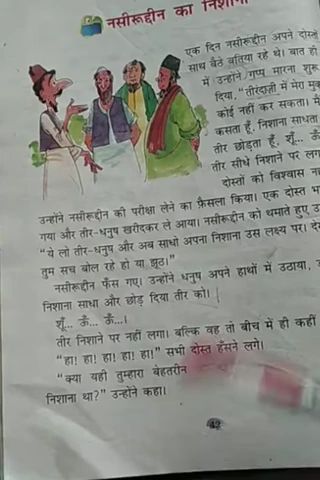 नसीरूद्दीन का निशाना
एक दिन नसीरूद्दीन अपने दोस्तों
साथ बैठे बतिया रहे थे। बात हो
में उन्होंने गप्प मारना शुरू
दिया, "तीरंदाज़ी में मेरा
कोई नहीं कर सकता। मैं
कसता हूँ, निशाना साधता
तीर छोड़ता हूँ, शूँ... ऊँ
तीर सीधे निशाने पर
दोस्तों को विश्वास
उन्होंने नसीरूद्दीन की परीक्षा लेने का फ़ैसला किया। एक दोस्त
गया और तीर-धनुष खरीदकर ले आया। नसीरूद्दीन को थमाते हुए
"ये लो तीर-धनुष और अब साधो अपना निशाना उस लक्ष्य पर।
तुम सच बोल रहे हो या झूठ।"
नसीरूद्दीन फँस गए। उन्होंने धनुष अपने हाथों में उठाया,
निशाना साधा और छोड़ दिया तीर को।
शूँ... ऊँ... ऊँ...।
तीर निशाने पर नहीं लगा। बल्कि वह तो बीच में ही कहीं
"हा! हा! हा! हा! हा!" सभी दोस्त हँसने लगे।
"क्या यही तुम्हारा बेहतरीन
निशाना था?" उन्होंने कहा।
42